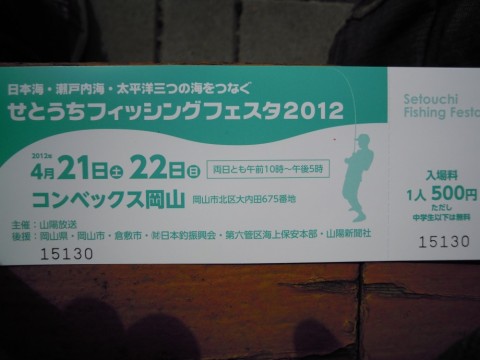 日本海・瀬戸内海・太平洋三つの海をつなぐ
せとうちフィッシングフェスタ2012
2012年
4月21日土 22日日 両日とも午前10時〜午後5時
コンベックス岡山 岡山市北区大内田675番地
主催：山陽放送
後援：岡山県・岡山市・倉敷市・㈶日本釣振興会・第六管区海上保安本部・山陽新聞社
15130
Setouchi
Fishing Festa
入場料
1人 500円
ただし
中学生以下は無料
15130